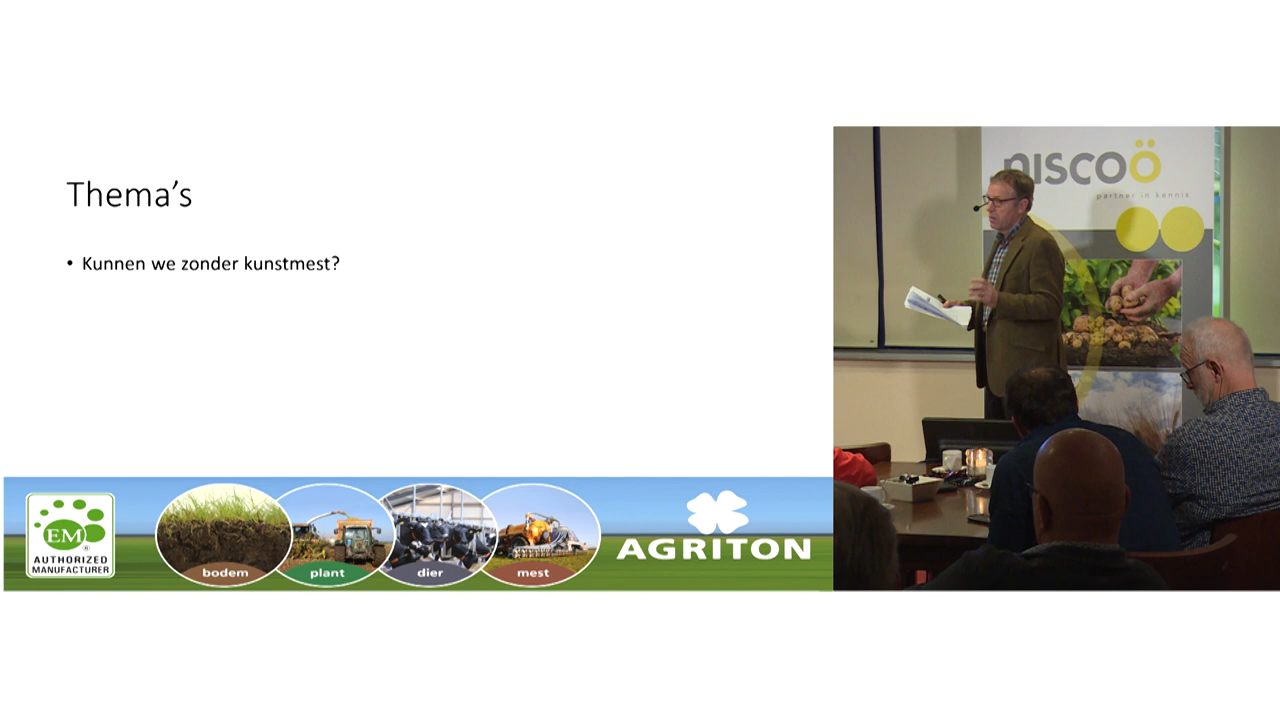 Thema’s
• Kunnen we zonder kunstmest?
EM
®
AUTHORIZED
MANUFACTURER
bodem
plant
dier
mest
AGRITON
niscoö
partner in kennis